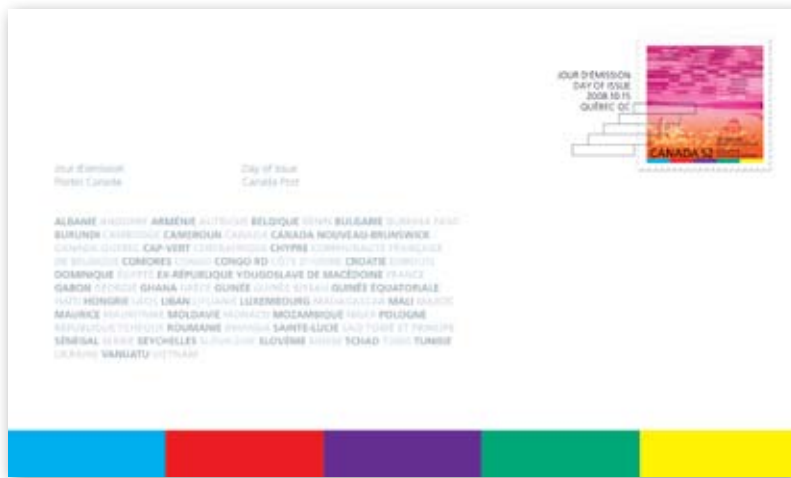 JOUR D'ÉMISSION
DAY OF ISSUE
2008.10.15
QUÉBEC QC
CANADA 52
Jour d'émission Day of Issue
Postes Canada Canada Post
ALBANIE ANDORRE ARMÉNIE AUTRICHE BELGIQUE BÉNIN BULGARIE BURKINA FASO
BURUNDI CAMBODGE CAMEROUN CANADA CANADA NOUVEAU-BRUNSWICK
CANADA QUÉBEC CAP-VERT CENTRAFRIQUE CHYPRE COMMUNAUTÉ FRANÇAISE
DE BELGIQUE COMORES CONGO CONGO RD CÔTE D'IVOIRE CROATIE DJIBOUTI
DOMINIQUE ÉGYPTE EX-RÉPUBLIQUE YOUGOSLAVE DE MACÉDOINE FRANCE
GABON GÉORGIE GHANA GRÈCE GUINÉE GUINÉE-BISSAU GUINÉE ÉQUATORIALE
HAÏTI HONGRIE LAOS LIBAN LITUANIE LUXEMBOURG MADAGASCAR MALI MAROC
MAURICE MAURITANIE MOLDAVIE MONACO MOZAMBIQUE NIGER POLOGNE
RÉPUBLIQUE TCHÈQUE ROUMANIE RWANDA SAINTE-LUCIE SAO TOMÉ ET PRINCIPE
SÉNÉGAL SERBIE SEYCHELLES SLOVAQUIE SLOVÉNIE SUISSE TCHAD TOGO TUNISIE
UKRAINE VANUATU VIETNAM